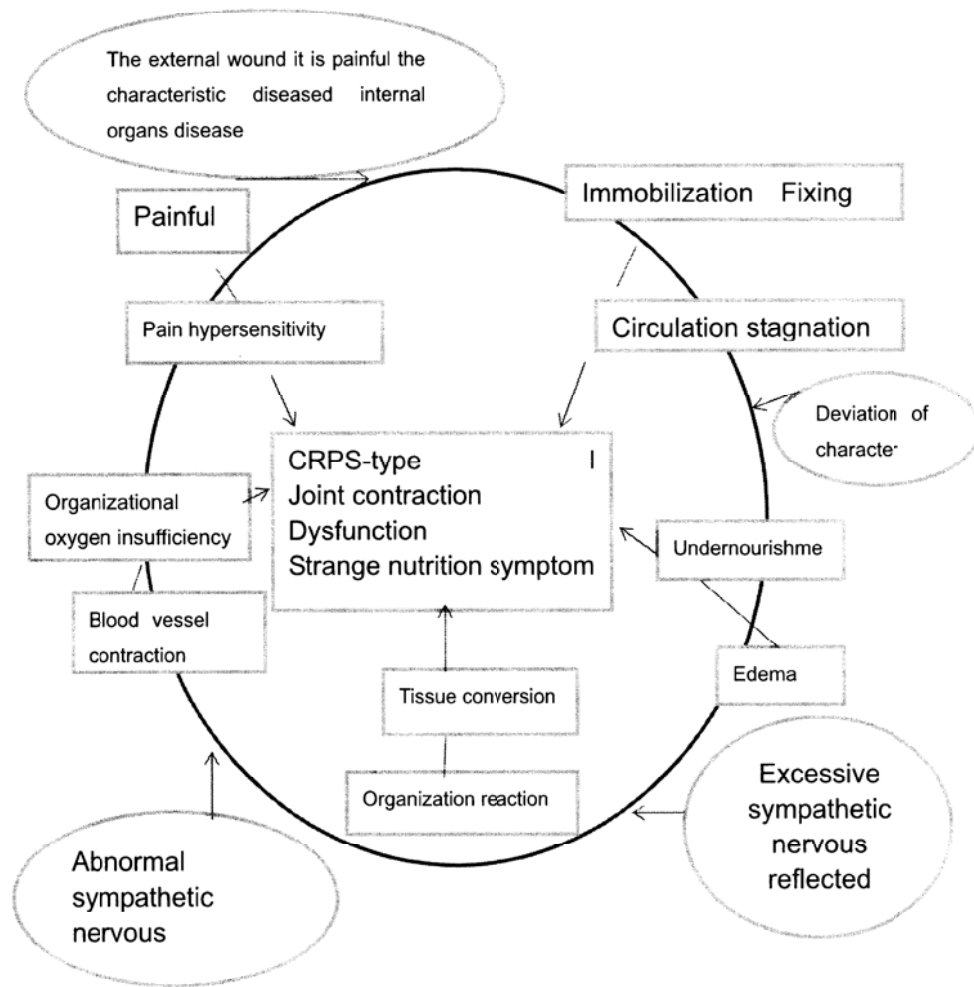 The external wound it is painful the
characteristic diseased internal
organs disease
Painful
Immobilization Fixing
Pain hypersensitivity
Circulation stagnation
Deviation of
character
CRPS-type I
Joint contraction
Dysfunction
Strange nutrition symptom
Organizational
oxygen insufficiency
Undernourishme
Blood vessel
contraction
Edema
Tissue conversion
Organization reaction
Excessive
sympathetic
nervous
reflected
Abnormal
sympathetic
nervous